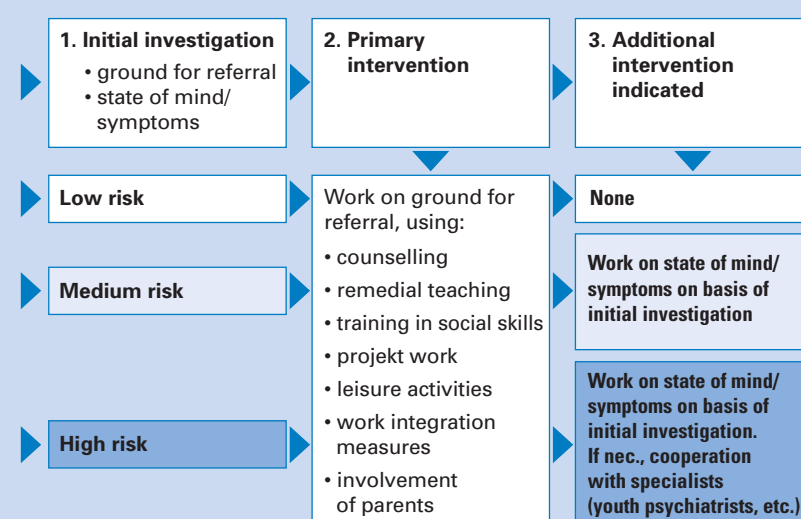 1. Initial investigation
• ground for referral
• state of mind/
symptoms
2. Primary
intervention
3. Additional
intervention
indicated
Low risk
Medium risk
High risk
Work on ground for
referral, using:
• counselling
• remedial teaching
• training in social skills
• projekt work
• leisure activities
• work integration
measures
• involvement
of parents
None
Work on state of mind/
symptoms on basis of
initial investigation
Work on state of mind/
symptoms on basis of
initial investigation.
If nec., cooperation
with specialists
(youth psychiatrists, etc.)